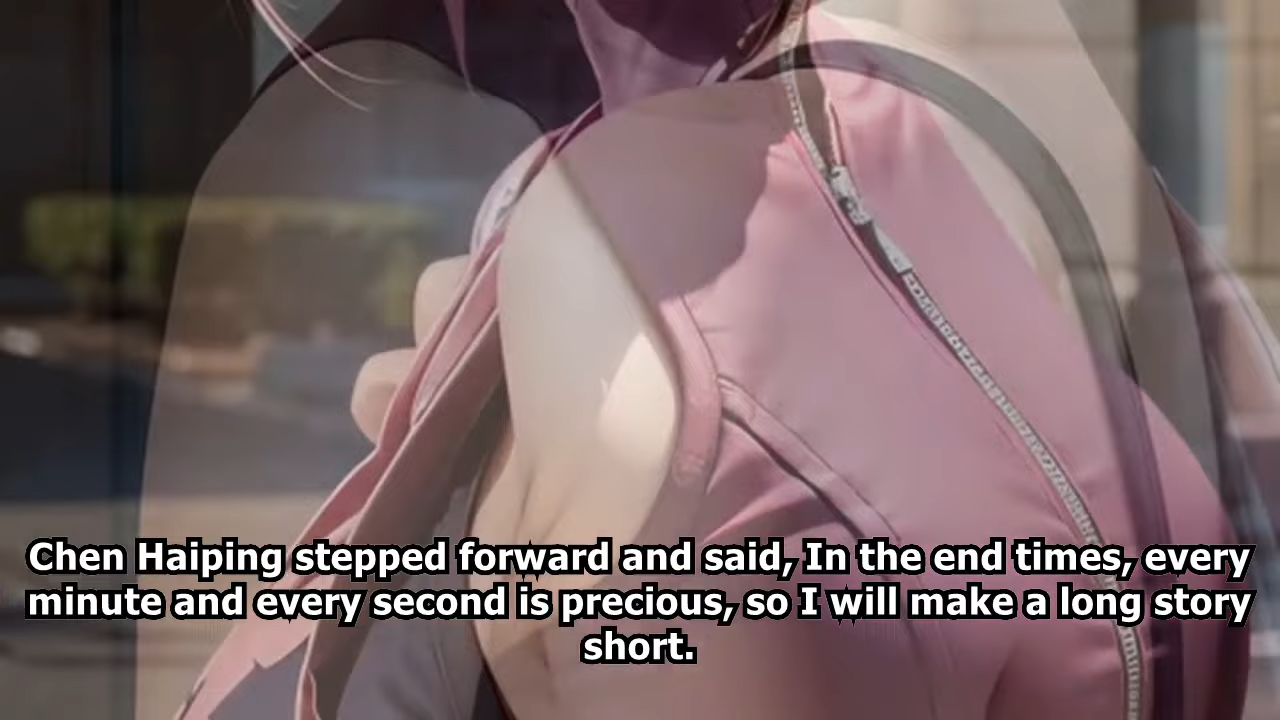 Chen Haiping stepped forward and said, In the end times, every
minute and every second is precious, so I will make a long story
short.